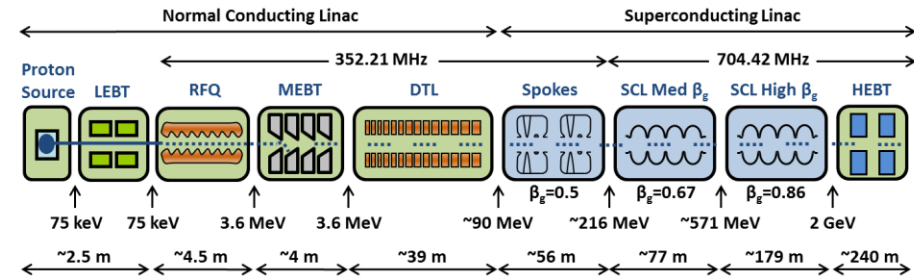 Normal Conducting Linac Superconducting Linac
352.21 MHz 704.42 MHz
Proton Source LEBT RFQ MEBT DTL Spokes SCL Med βg SCL High βg HEBT
βg=0.5 βg=0.67 βg=0.86
75 keV 75 keV 3.6 MeV 3.6 MeV ~90 MeV ~216 MeV ~571 MeV 2 GeV
~2.5 m ~4.5 m ~4 m ~39 m ~56 m ~77 m ~179 m ~240 m